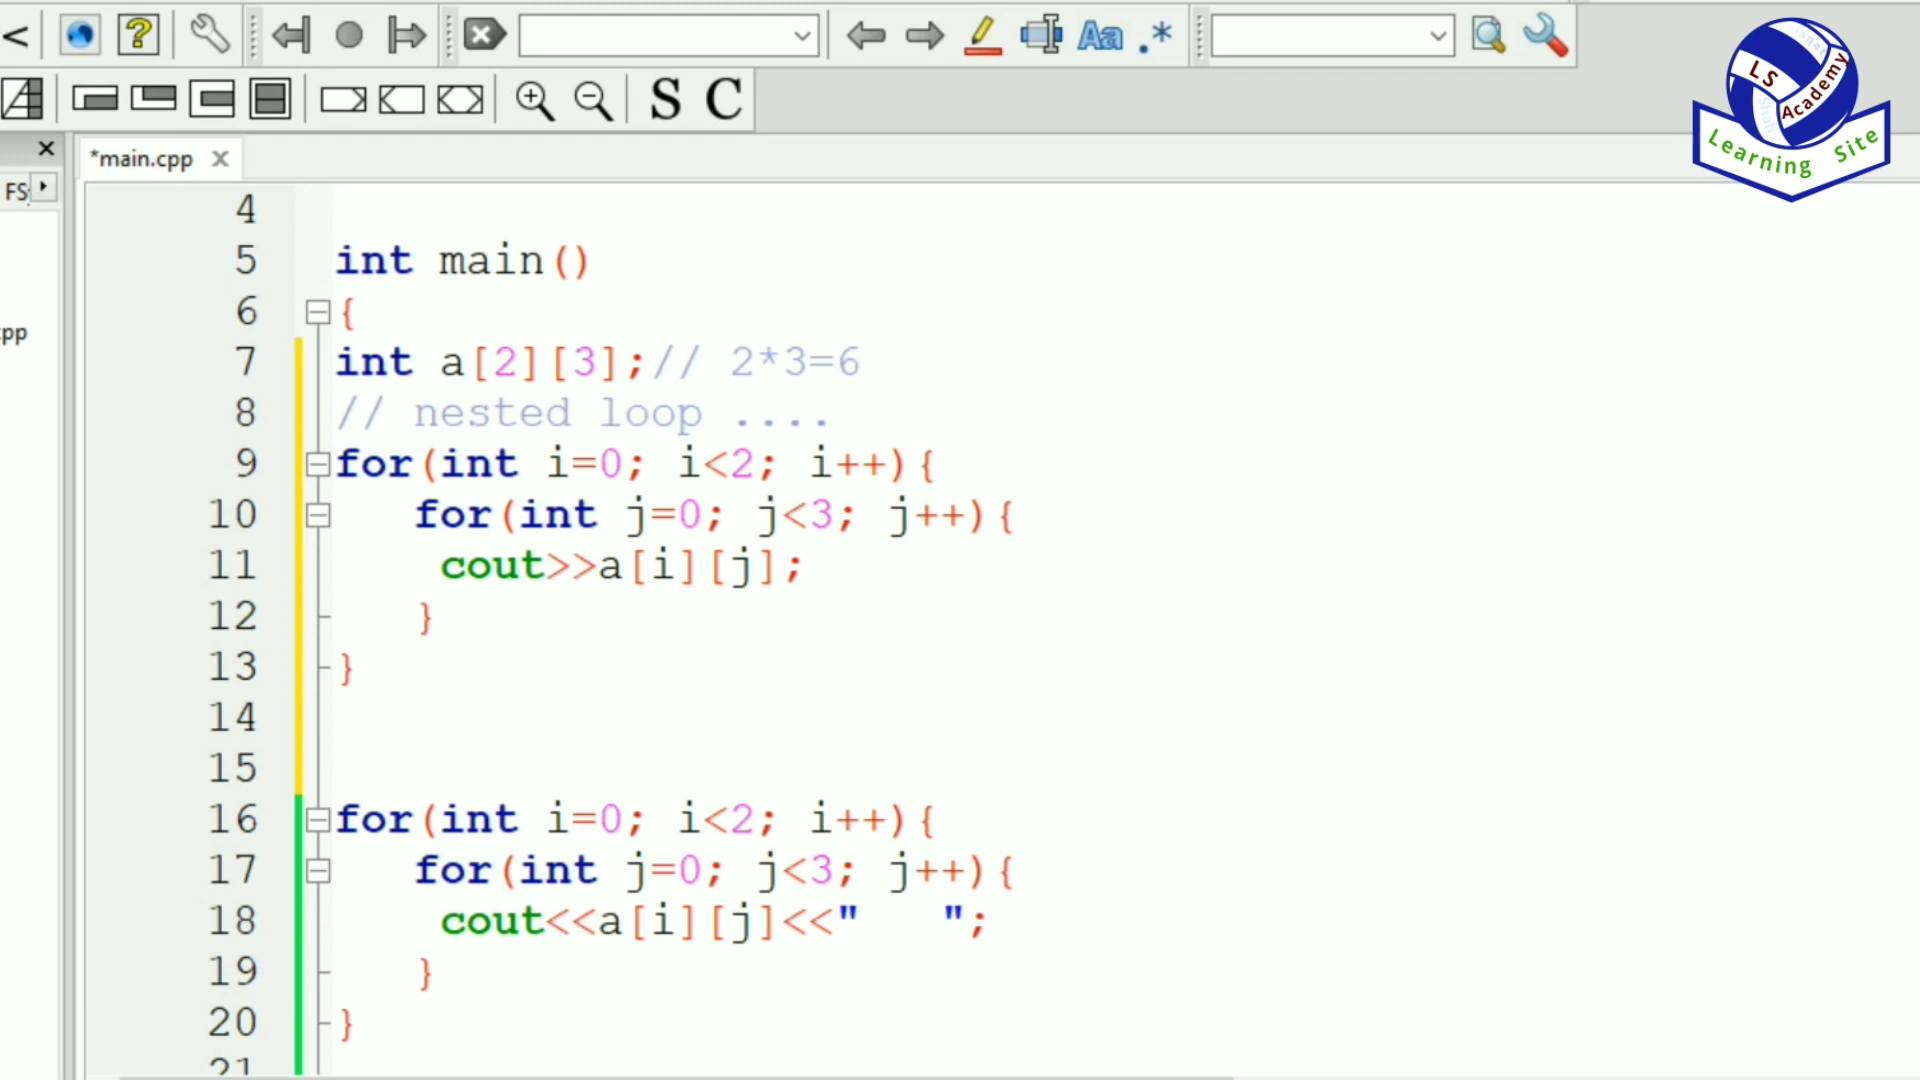 <
S C
Aa .*
*main.cpp
FS
pp
4
5 int main()
6 {
7 int a[2][3];// 2*3=6
8 // nested loop ....
9 for(int i=0; i<2; i++){
10 for(int j=0; j<3; j++){
11 cout>>a[i][j];
12 }
13 }
14
15
16 for(int i=0; i<2; i++){
17 for(int j=0; j<3; j++){
18 cout<<a[i][j]<<"   ";
19 }
20 }
21
LS Academy
Learning Site